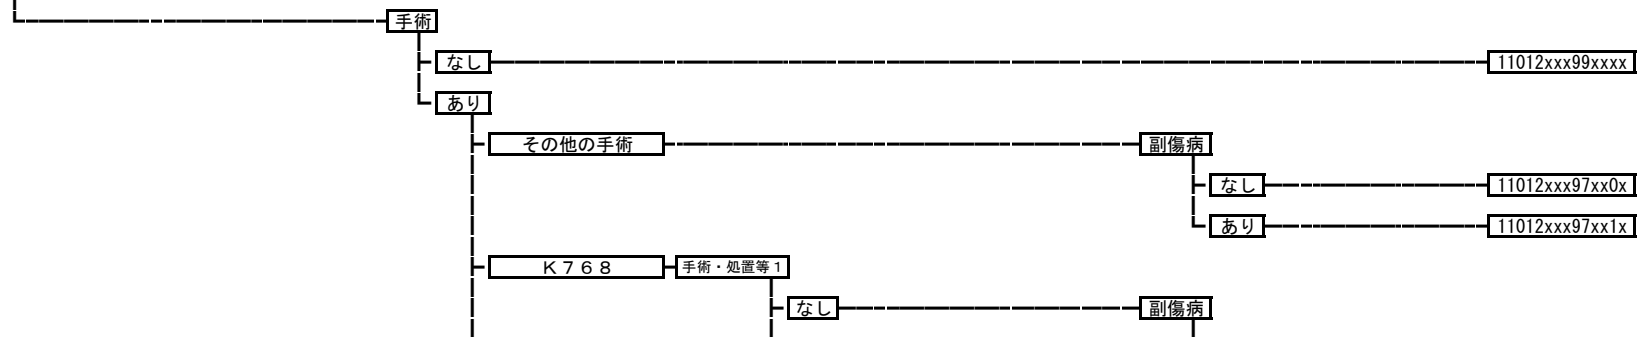 手術
なし 11012xxx99xxxx
あり
その他の手術 副傷病
なし 11012xxx97xx0x
あり 11012xxx97xx1x
Ｋ７６８ 手術・処置等１
なし 副傷病